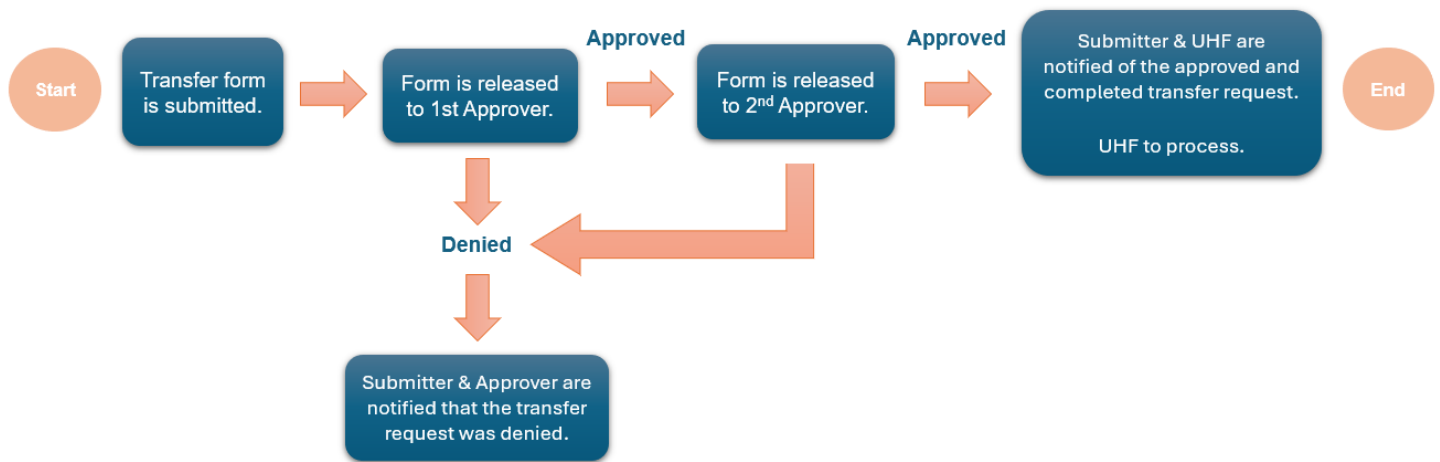 Start
Transfer form
is submitted.
Form is released
to 1st Approver.
Approved
Form is released
to 2nd Approver.
Approved
Submitter & UHF are
notified of the approved and
completed transfer request.
UHF to process.
End
Denied
Submitter & Approver are
notified that the transfer
request was denied.